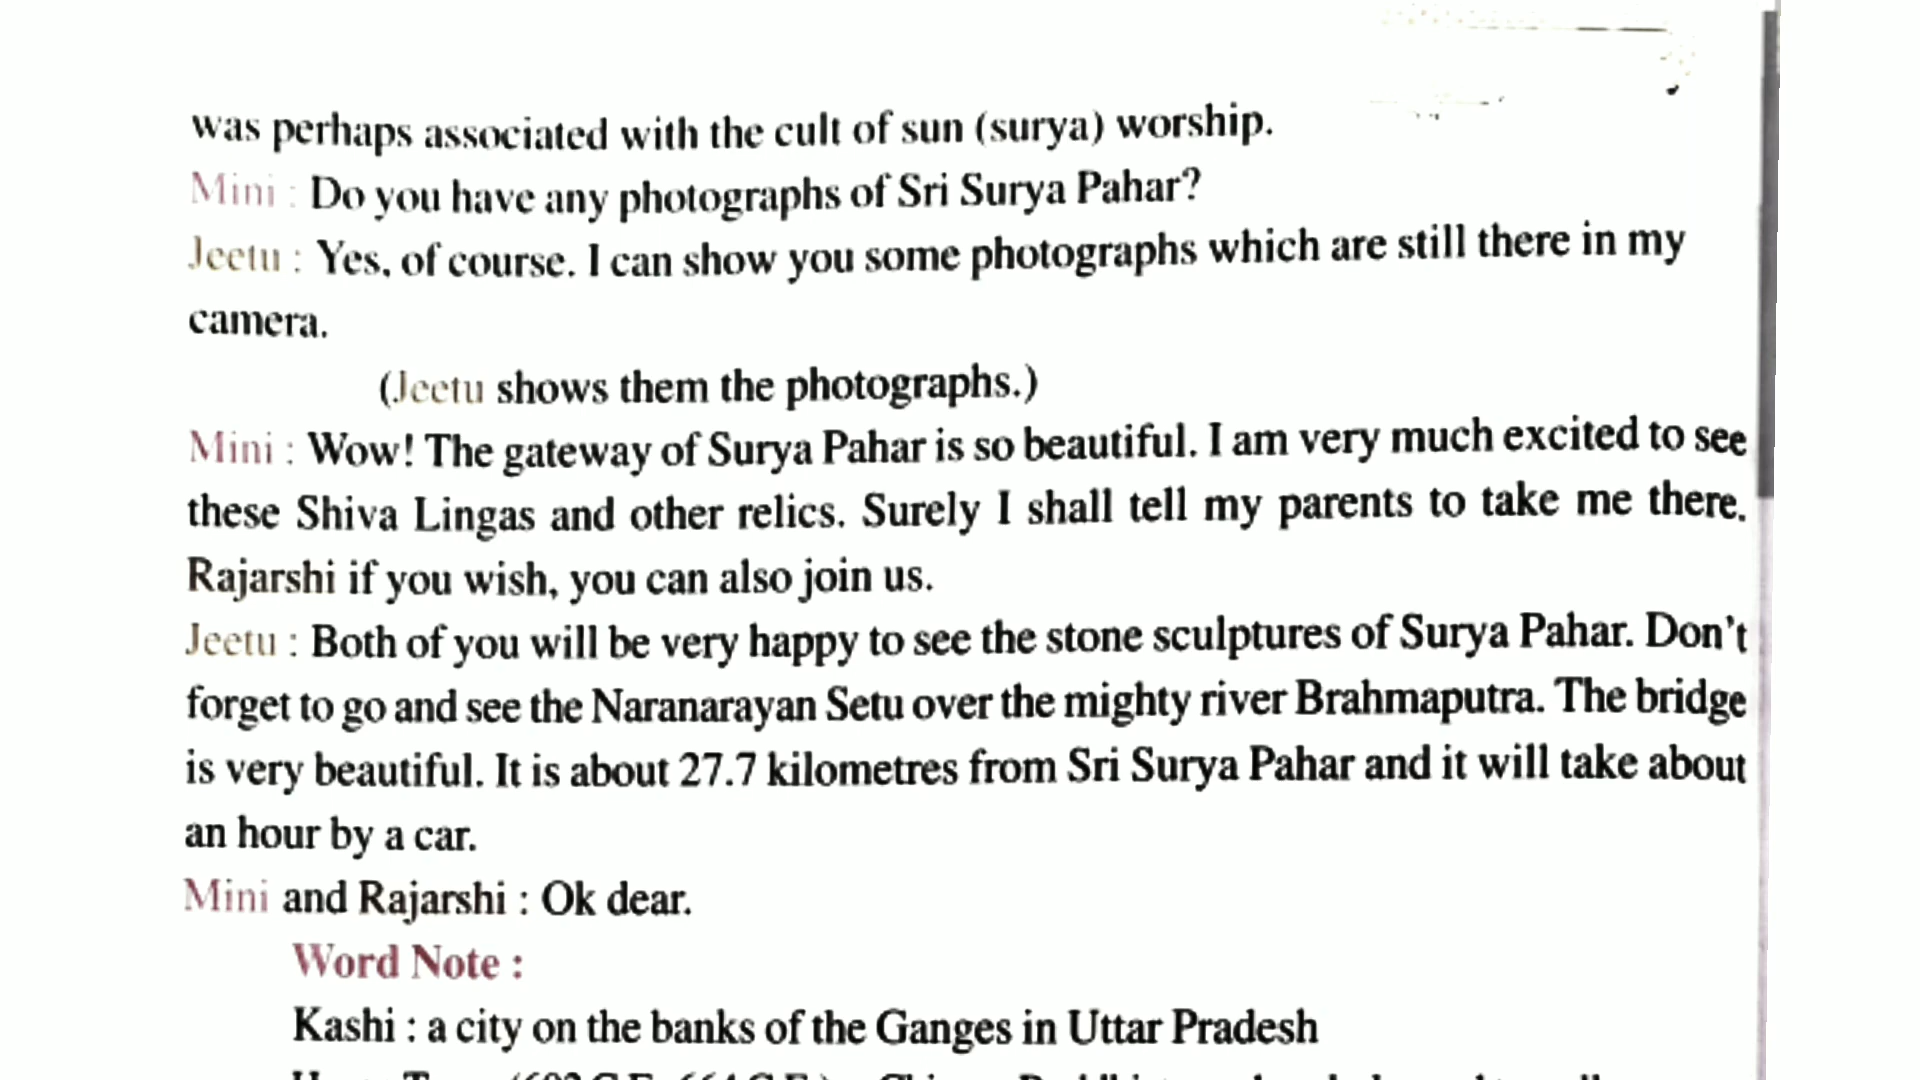 was perhaps associated with the cult of sun (surya) worship.
Mini : Do you have any photographs of Sri Surya Pahar?
Jeetu : Yes, of course. I can show you some photographs which are still there in my
camera.
(Jeetu shows them the photographs.)
Mini : Wow! The gateway of Surya Pahar is so beautiful. I am very much excited to see
these Shiva Lingas and other relics. Surely I shall tell my parents to take me there.
Rajarshi if you wish, you can also join us.
Jeetu : Both of you will be very happy to see the stone sculptures of Surya Pahar. Don't
forget to go and see the Naranarayan Setu over the mighty river Brahmaputra. The bridge
is very beautiful. It is about 27.7 kilometres from Sri Surya Pahar and it will take about
an hour by a car.
Mini and Rajarshi : Ok dear.
Word Note :
Kashi : a city on the banks of the Ganges in Uttar Pradesh